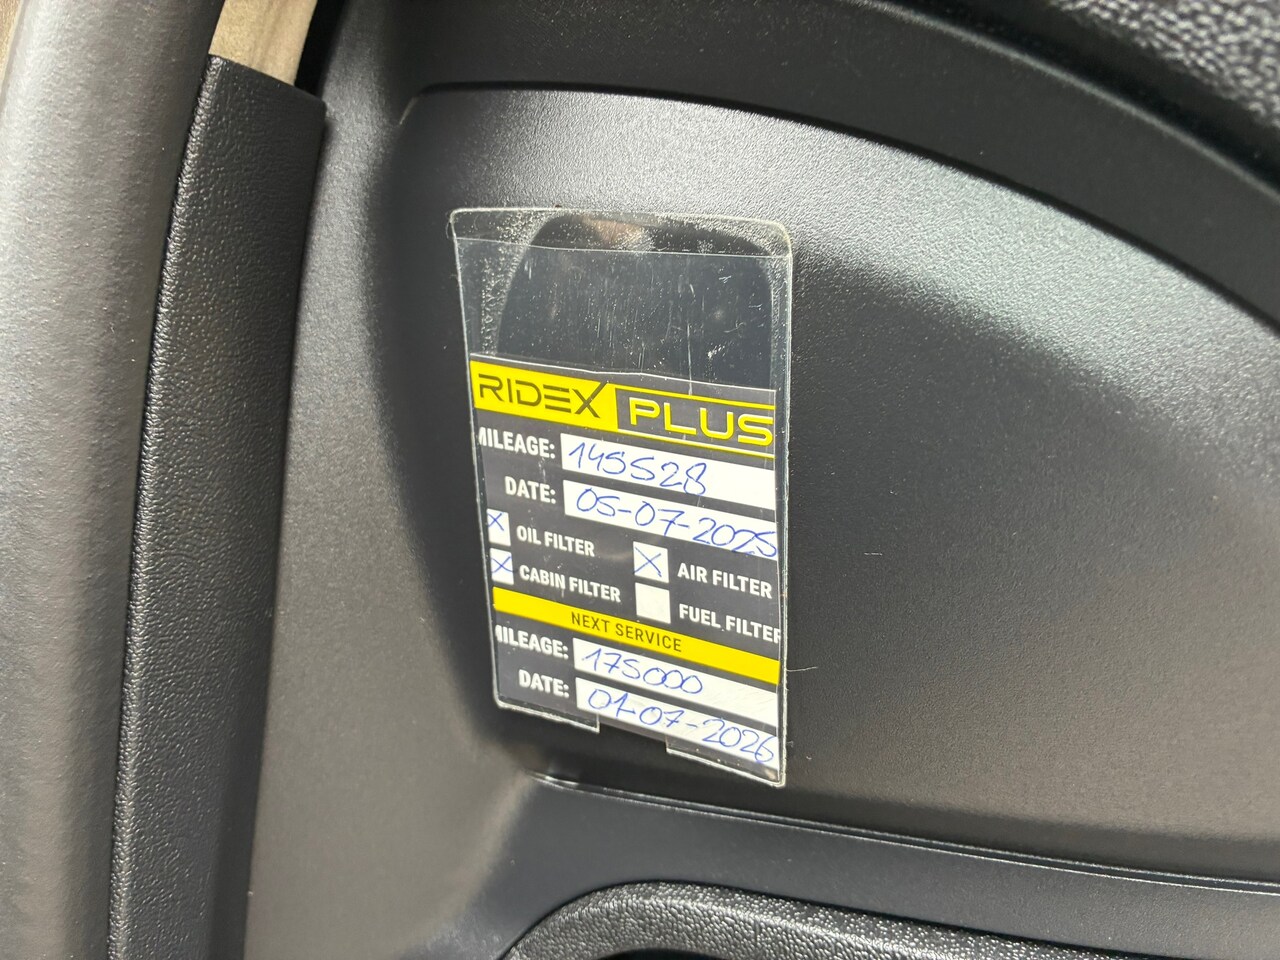 RIDEX PLUS
MILEAGE: 145528
DATE: 05-07-2025
OIL FILTER AIR FILTER
CABIN FILTER FUEL FILTER
NEXT SERVICE
MILEAGE: 175000
DATE: 01-07-2026